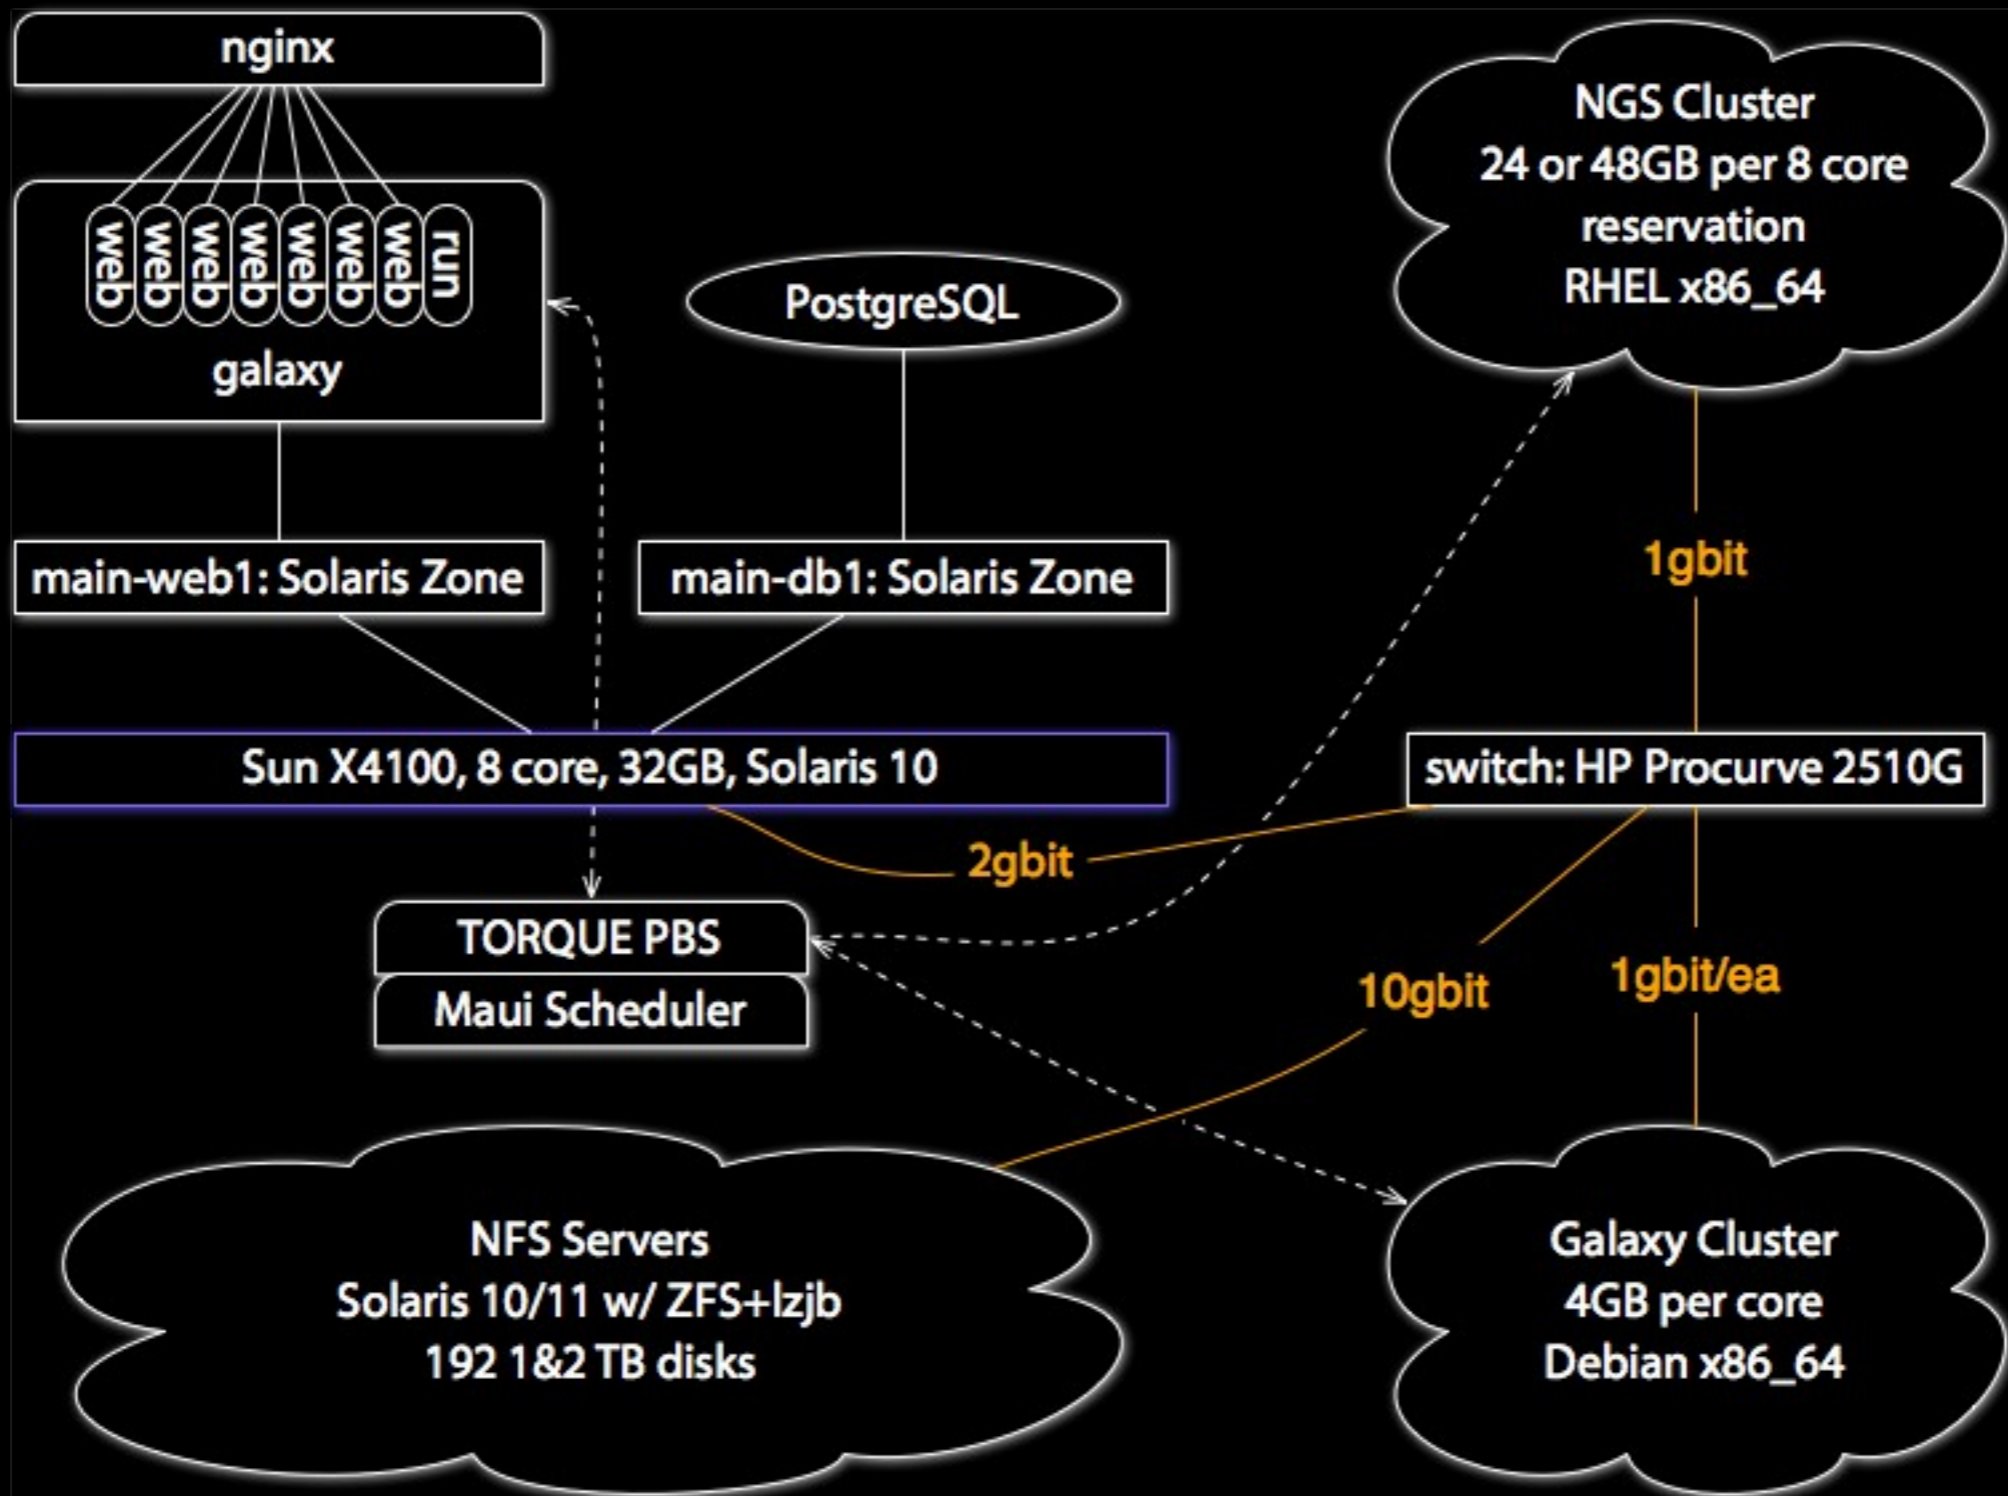 nginx
web
web
web
web
web
web
web
run
galaxy
PostgreSQL
NGS Cluster
24 or 48GB per 8 core
reservation
RHEL x86_64
1gbit
main-web1: Solaris Zone
main-db1: Solaris Zone
Sun X4100, 8 core, 32GB, Solaris 10
switch: HP Procurve 2510G
2gbit
TORQUE PBS
Maui Scheduler
10gbit
1gbit/ea
NFS Servers
Solaris 10/11 w/ ZFS+lzjb
192 1&2 TB disks
Galaxy Cluster
4GB per core
Debian x86_64